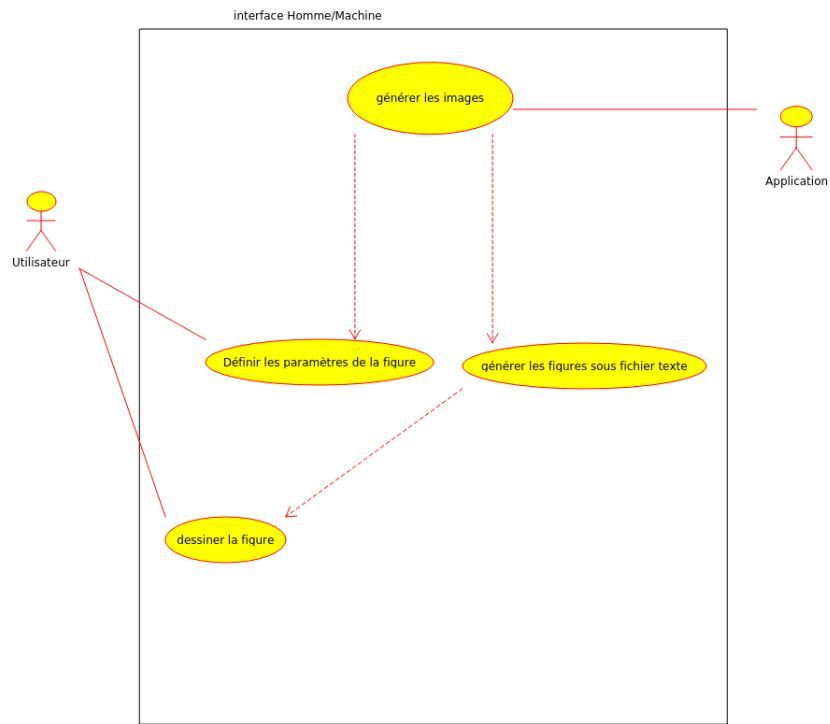 interface Homme/Machine
générer les images
Application
Utilisateur
Définir les paramètres de la figure
générer les figures sous fichier texte
dessiner la figure